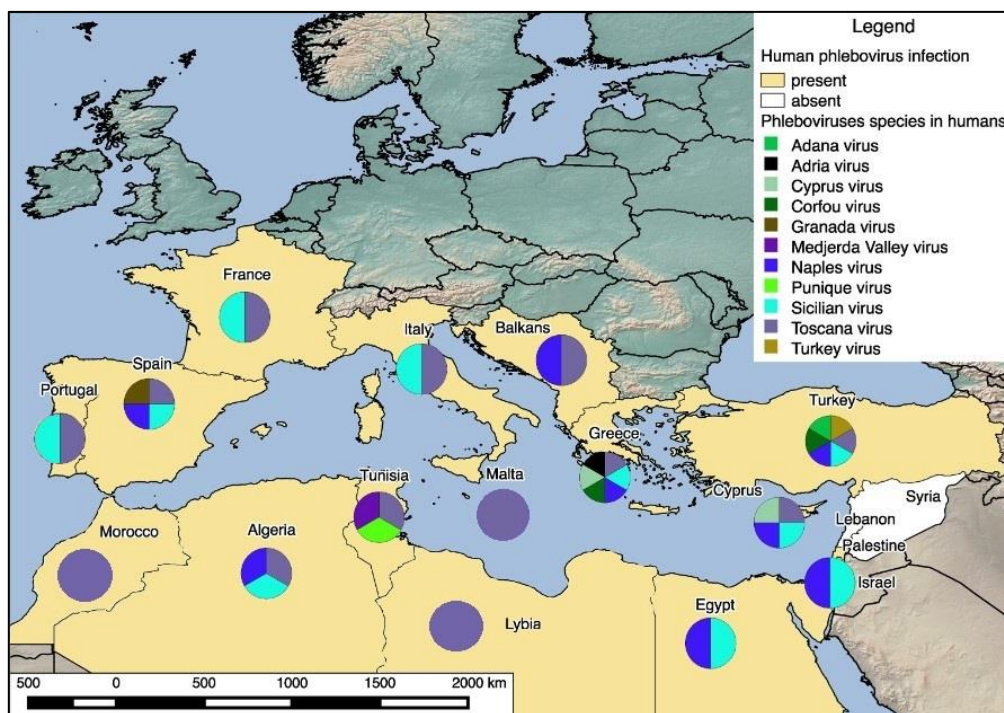 Legend
Human phlebovirus infection
present
absent
Phleboviruses species in humans
Adana virus
Adria virus
Cyprus virus
Corfou virus
Granada virus
Medjerda Valley virus
Naples virus
Punique virus
Sicilian virus
Toscana virus
Turkey virus
France
Italy
Balkans
Spain
Portugal
Turkey
Greece
Tunisia
Malta
Cyprus
Syria
Lebanon
Palestine
Israel
Morocco
Algeria
Lybia
Egypt
500 0 500 1000 1500 2000 km